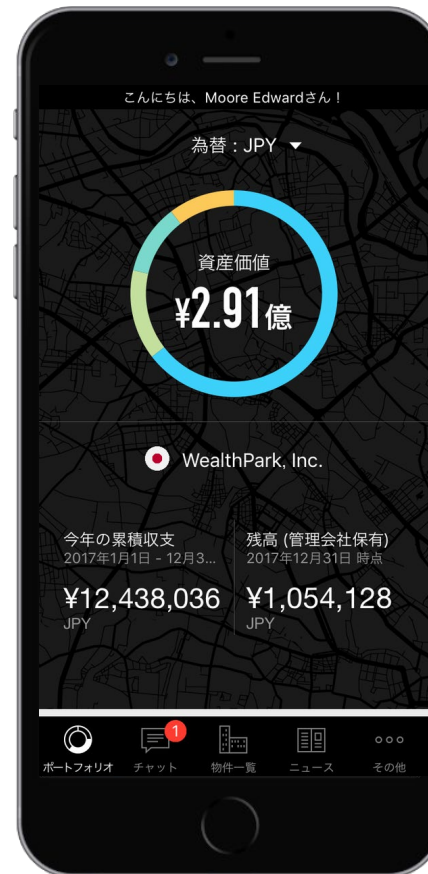 こんにちは、Moore Edwardさん！
為替 : JPY
資産価値
¥2.91億
WealthPark, Inc.
今年の累積収支
2017年1月1日 - 12月3...
¥12,438,036
JPY
残高 (管理会社保有)
2017年12月31日 時点
¥1,054,128
JPY
1
ポートフォリオ
チャット
物件一覧
ニュース
その他